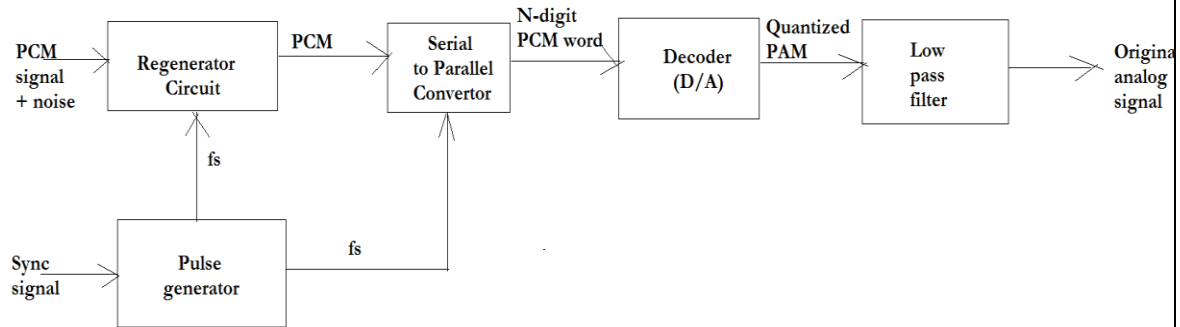 PCM
signal
+ noise
Regenerator
Circuit
PCM
Serial
to Parallel
Convertor
N-digit
PCM word
Decoder
(D/A)
Quantized
PAM
Low
pass
filter
Origina
analog
signal
fs
fs
Sync
signal
Pulse
generator